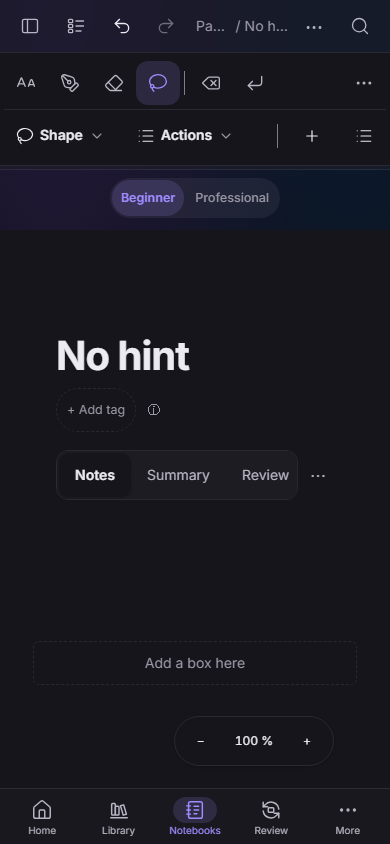 Pa... / No h...
AA
Shape Actions
Beginner Professional
No hint
+ Add tag
Notes Summary Review
Add a box here
− 100 % +
Home Library Notebooks Review More